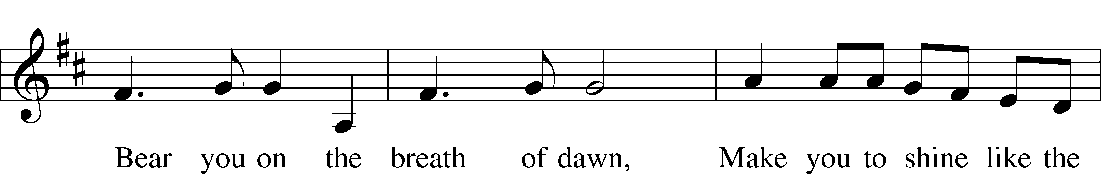 Bear you on the breath of dawn, Make you to shine like the